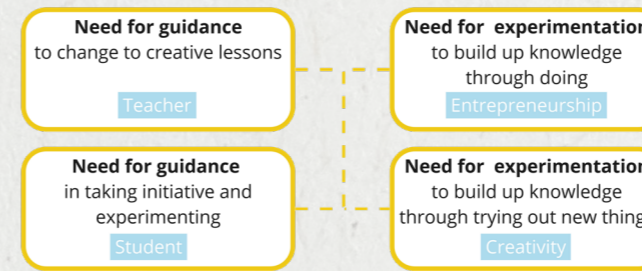 Need for guidance
to change to creative lessons
Teacher
Need for experimentation
to build up knowledge
through doing
Entrepreneurship
Need for guidance
in taking initiative and
experimenting
Student
Need for experimentation
to build up knowledge
through trying out new thing
Creativity